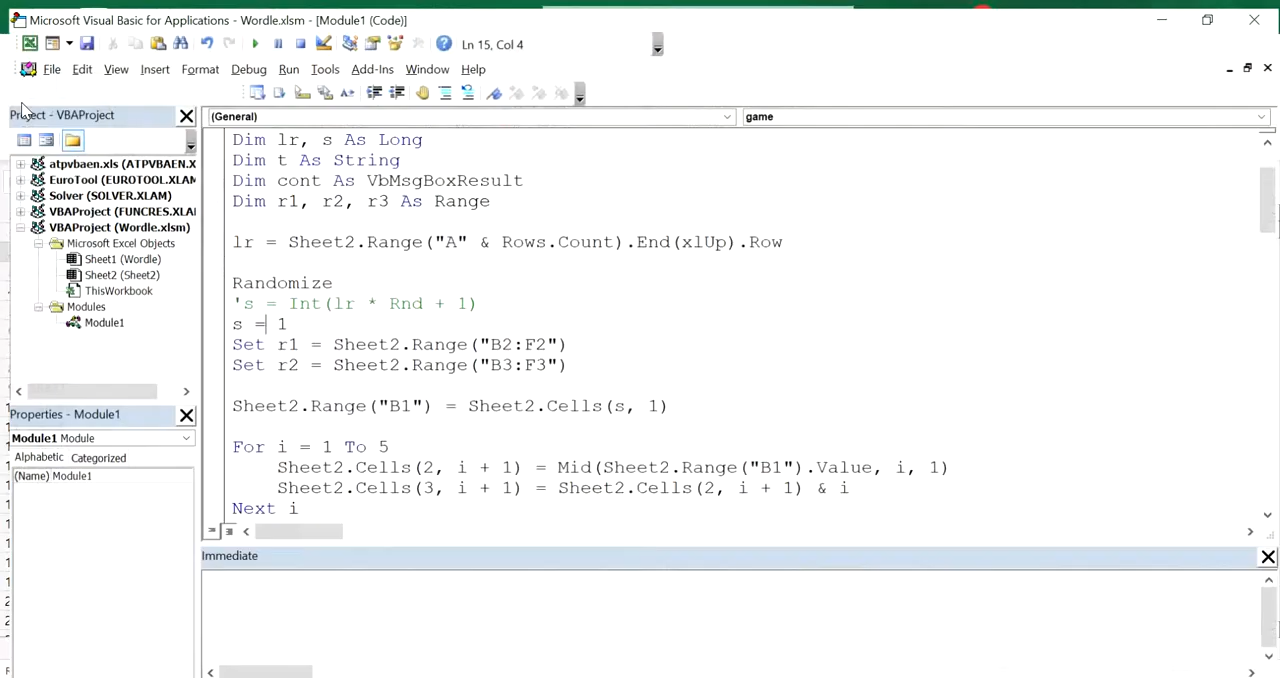 Microsoft Visual Basic for Applications - Wordle.xlsm - [Module1 (Code)]
Ln 15, Col 4
File Edit View Insert Format Debug Run Tools Add-Ins Window Help
Project - VBAProject
(General) game
atpvbaen.xls (ATPVBAEN.X
EuroTool (EUROTOOL.XLAM
Solver (SOLVER.XLAM)
VBAProject (FUNCRES.XLA
VBAProject (Wordle.xlsm)
Microsoft Excel Objects
Sheet1 (Wordle)
Sheet2 (Sheet2)
ThisWorkbook
Modules
Module1
Properties - Module1
Module1 Module
Alphabetic Categorized
(Name) Module1
Dim lr, s As Long
Dim t As String
Dim cont As VbMsgBoxResult
Dim r1, r2, r3 As Range
lr = Sheet2.Range("A" & Rows.Count).End(xlUp).Row
Randomize
's = Int(lr * Rnd + 1)
s = 1
Set r1 = Sheet2.Range("B2:F2")
Set r2 = Sheet2.Range("B3:F3")
Sheet2.Range("B1") = Sheet2.Cells(s, 1)
For i = 1 To 5
Sheet2.Cells(2, i + 1) = Mid(Sheet2.Range("B1").Value, i, 1)
Sheet2.Cells(3, i + 1) = Sheet2.Cells(2, i + 1) & i
Next i
Immediate